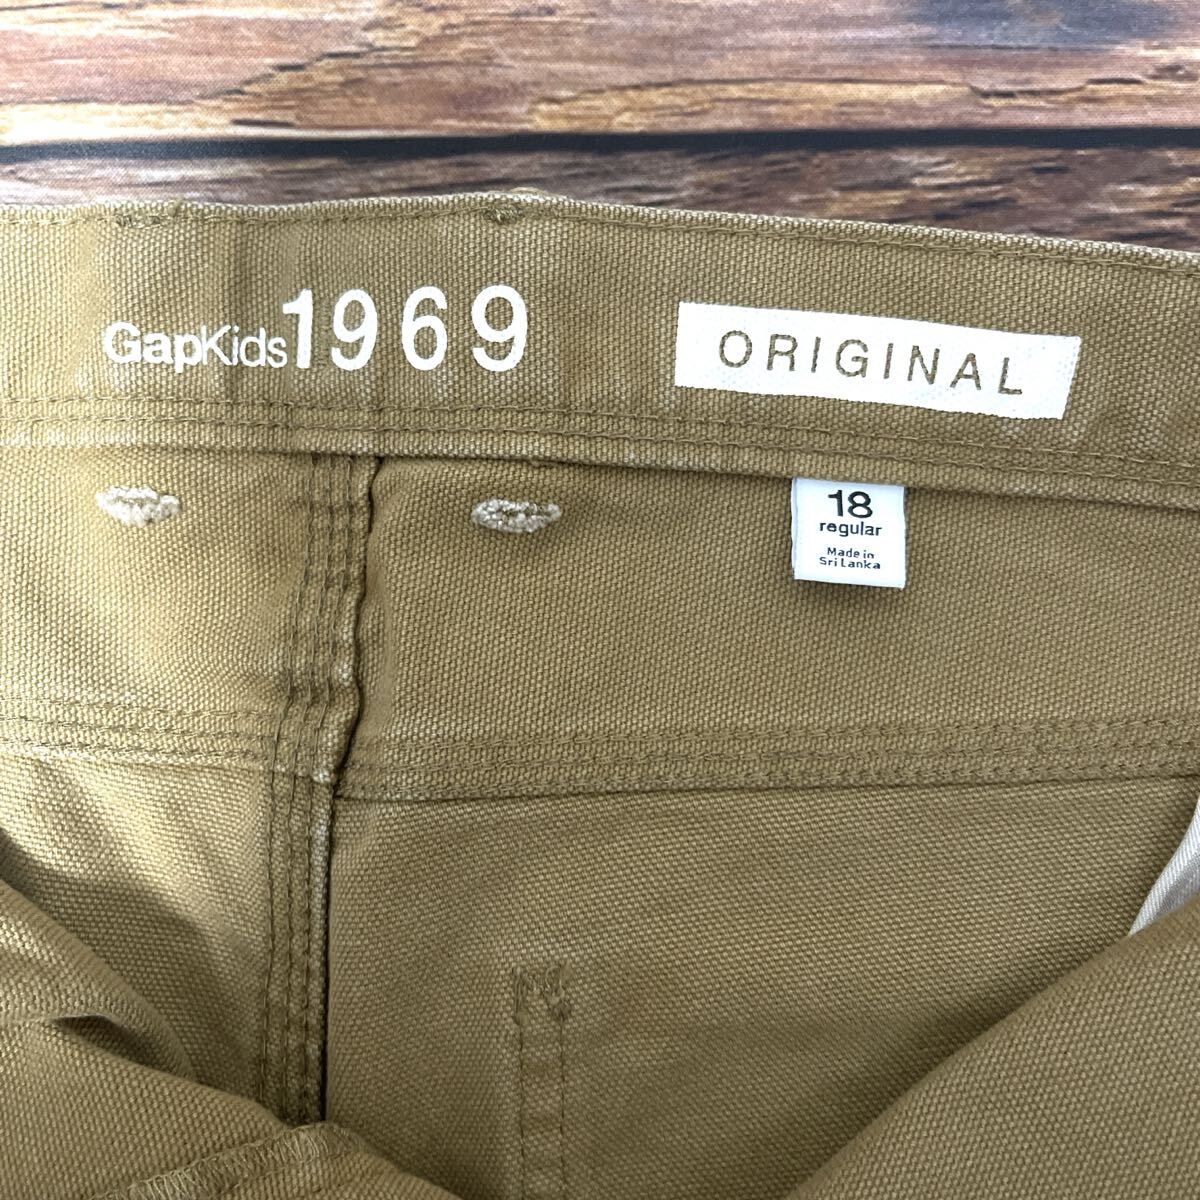 GapKids1969
ORIGINAL
18
regular
Made in
Sri Lanka